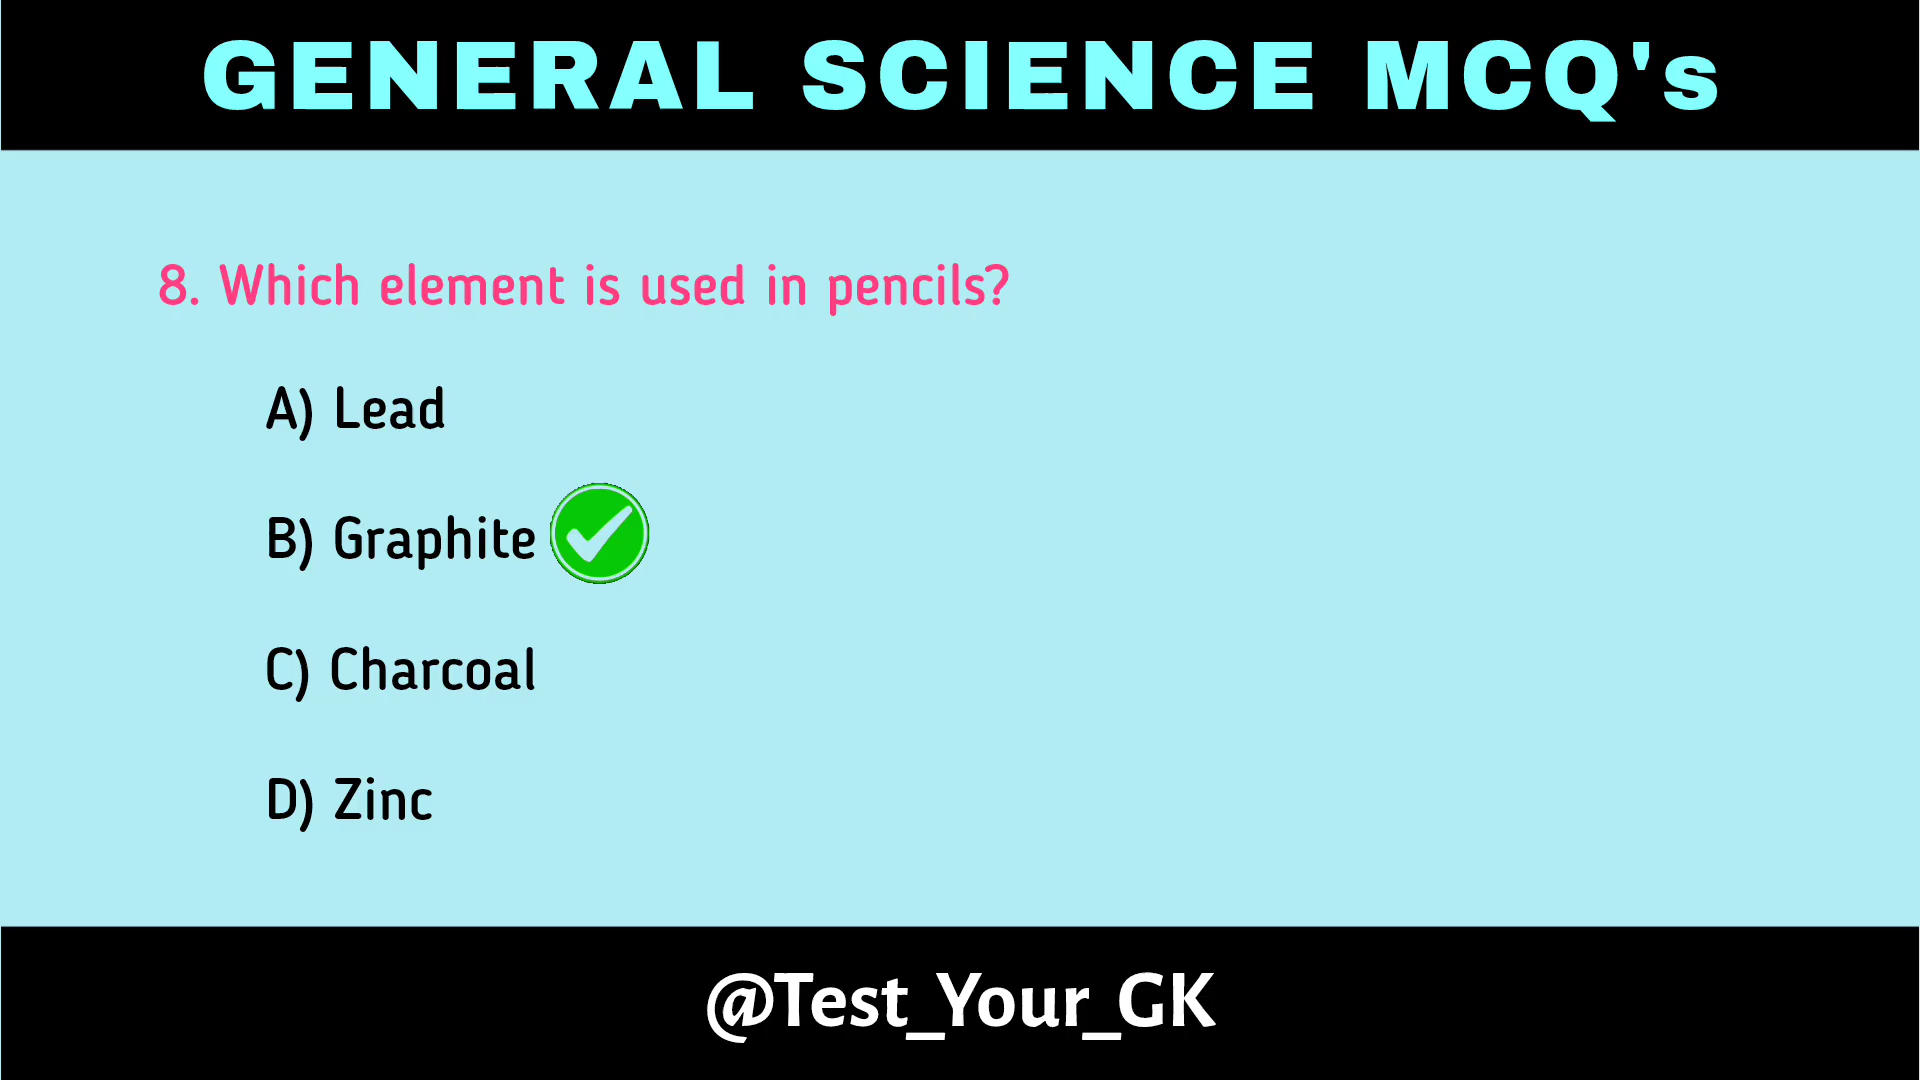 GENERAL SCIENCE MCQ's
8. Which element is used in pencils?
A) Lead
B) Graphite
C) Charcoal
D) Zinc
@Test_Your_GK